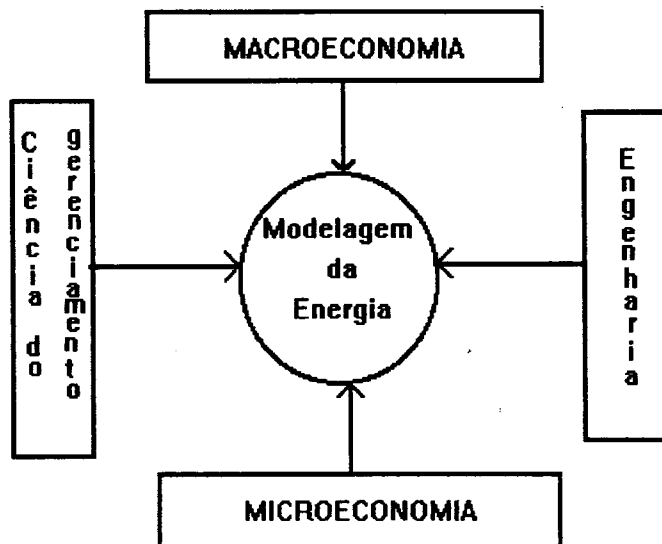 MACROECONOMIA
Ciência do
gerenciamento
Modelagem
da
Energia
Engenharia
MICROECONOMIA